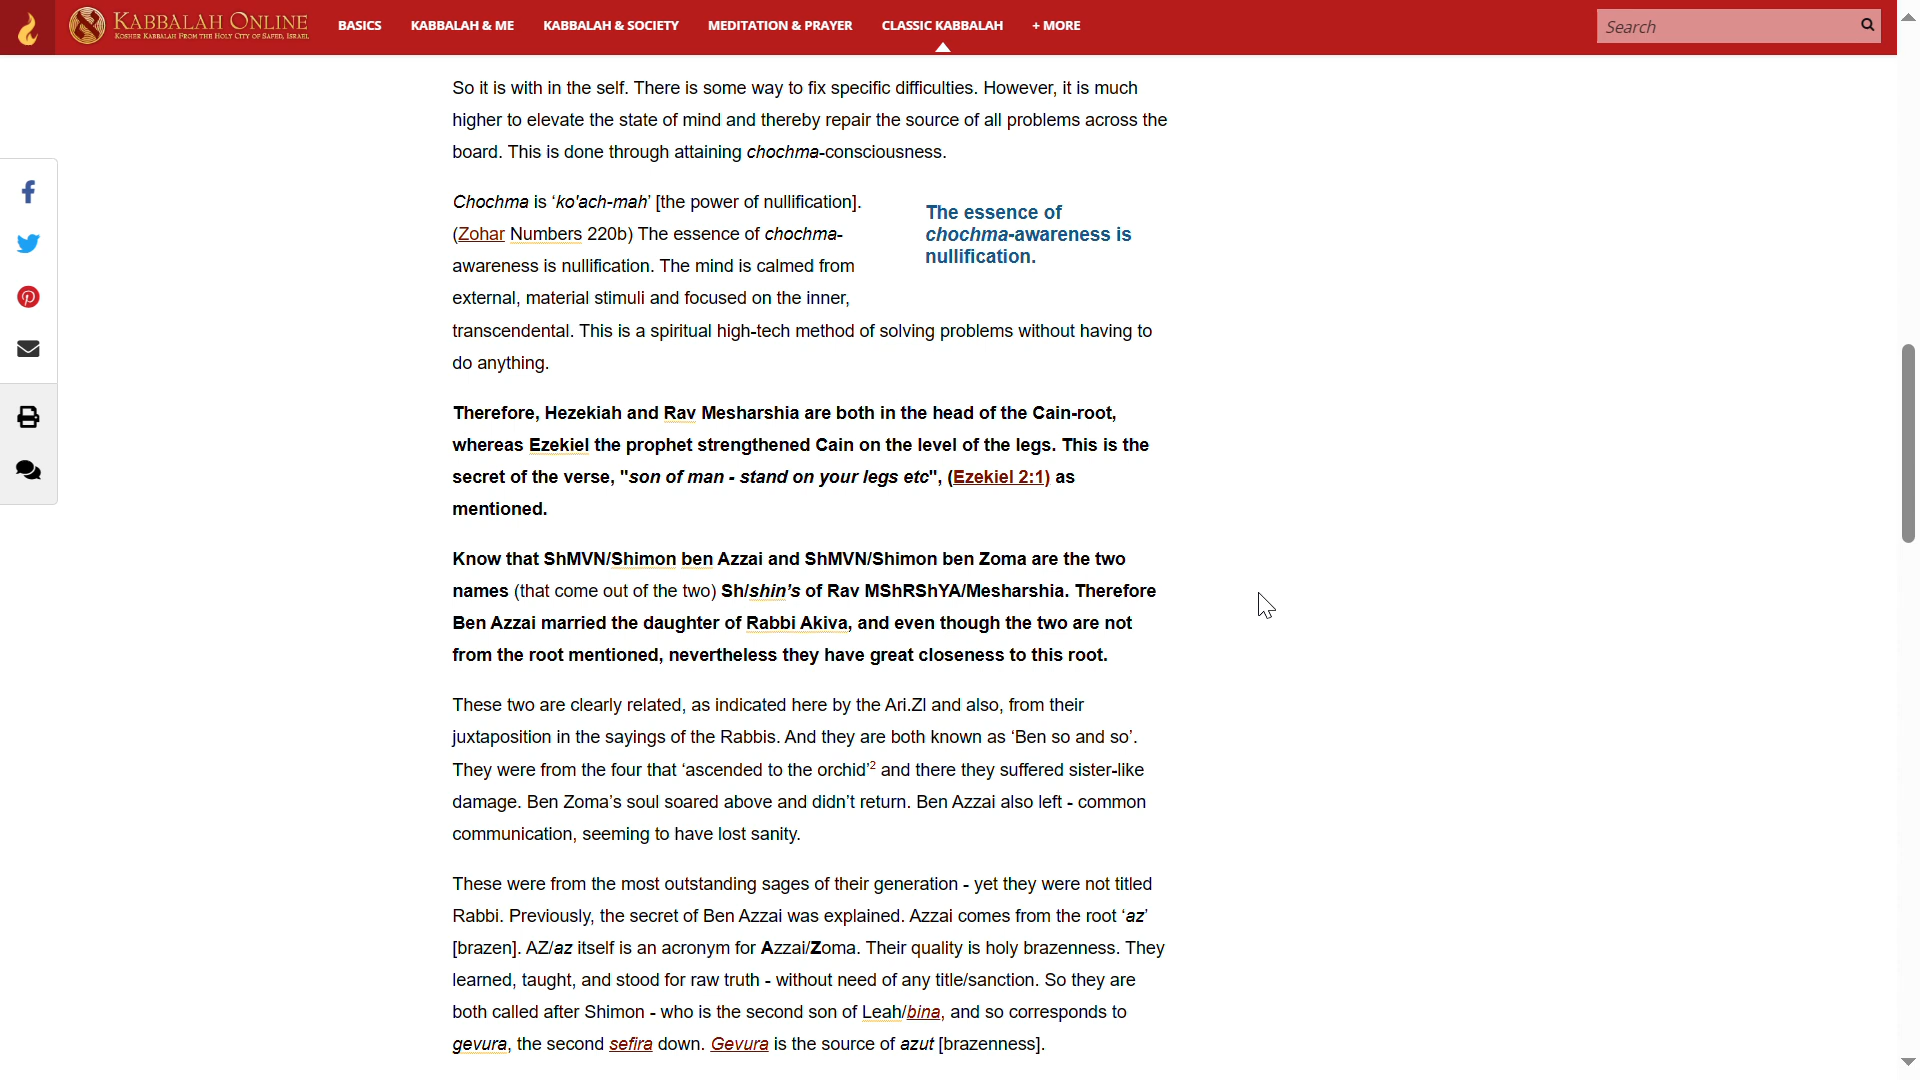 KABBALAH ONLINE
KOSHER KABBALAH FROM THE HOLY CITY OF SAFED, ISRAEL
BASICS
KABBALAH & ME
KABBALAH & SOCIETY
MEDITATION & PRAYER
CLASSIC KABBALAH
+ MORE
Search
So it is with in the self. There is some way to fix specific difficulties. However, it is much
higher to elevate the state of mind and thereby repair the source of all problems across the
board. This is done through attaining chochma-consciousness.
Chochma is ‘ko'ach-mah’ [the power of nullification].
(Zohar Numbers 220b) The essence of chochma-
awareness is nullification. The mind is calmed from
external, material stimuli and focused on the inner,
transcendental. This is a spiritual high-tech method of solving problems without having to
do anything.
The essence of
chochma-awareness is
nullification.
Therefore, Hezekiah and Rav Mesharshia are both in the head of the Cain-root,
whereas Ezekiel the prophet strengthened Cain on the level of the legs. This is the
secret of the verse, "son of man - stand on your legs etc", (Ezekiel 2:1) as
mentioned.
Know that ShMVN/Shimon ben Azzai and ShMVN/Shimon ben Zoma are the two
names (that come out of the two) Sh/shin’s of Rav MShRShYA/Mesharshia. Therefore
Ben Azzai married the daughter of Rabbi Akiva, and even though the two are not
from the root mentioned, nevertheless they have great closeness to this root.
These two are clearly related, as indicated here by the Ari.Zl and also, from their
juxtaposition in the sayings of the Rabbis. And they are both known as ‘Ben so and so’.
They were from the four that ‘ascended to the orchid’2 and there they suffered sister-like
damage. Ben Zoma’s soul soared above and didn’t return. Ben Azzai also left - common
communication, seeming to have lost sanity.
These were from the most outstanding sages of their generation - yet they were not titled
Rabbi. Previously, the secret of Ben Azzai was explained. Azzai comes from the root ‘az’
[brazen]. AZ/az itself is an acronym for Azzai/Zoma. Their quality is holy brazenness. They
learned, taught, and stood for raw truth - without need of any title/sanction. So they are
both called after Shimon - who is the second son of Leah/bina, and so corresponds to
gevura, the second sefira down. Gevura is the source of azut [brazenness].